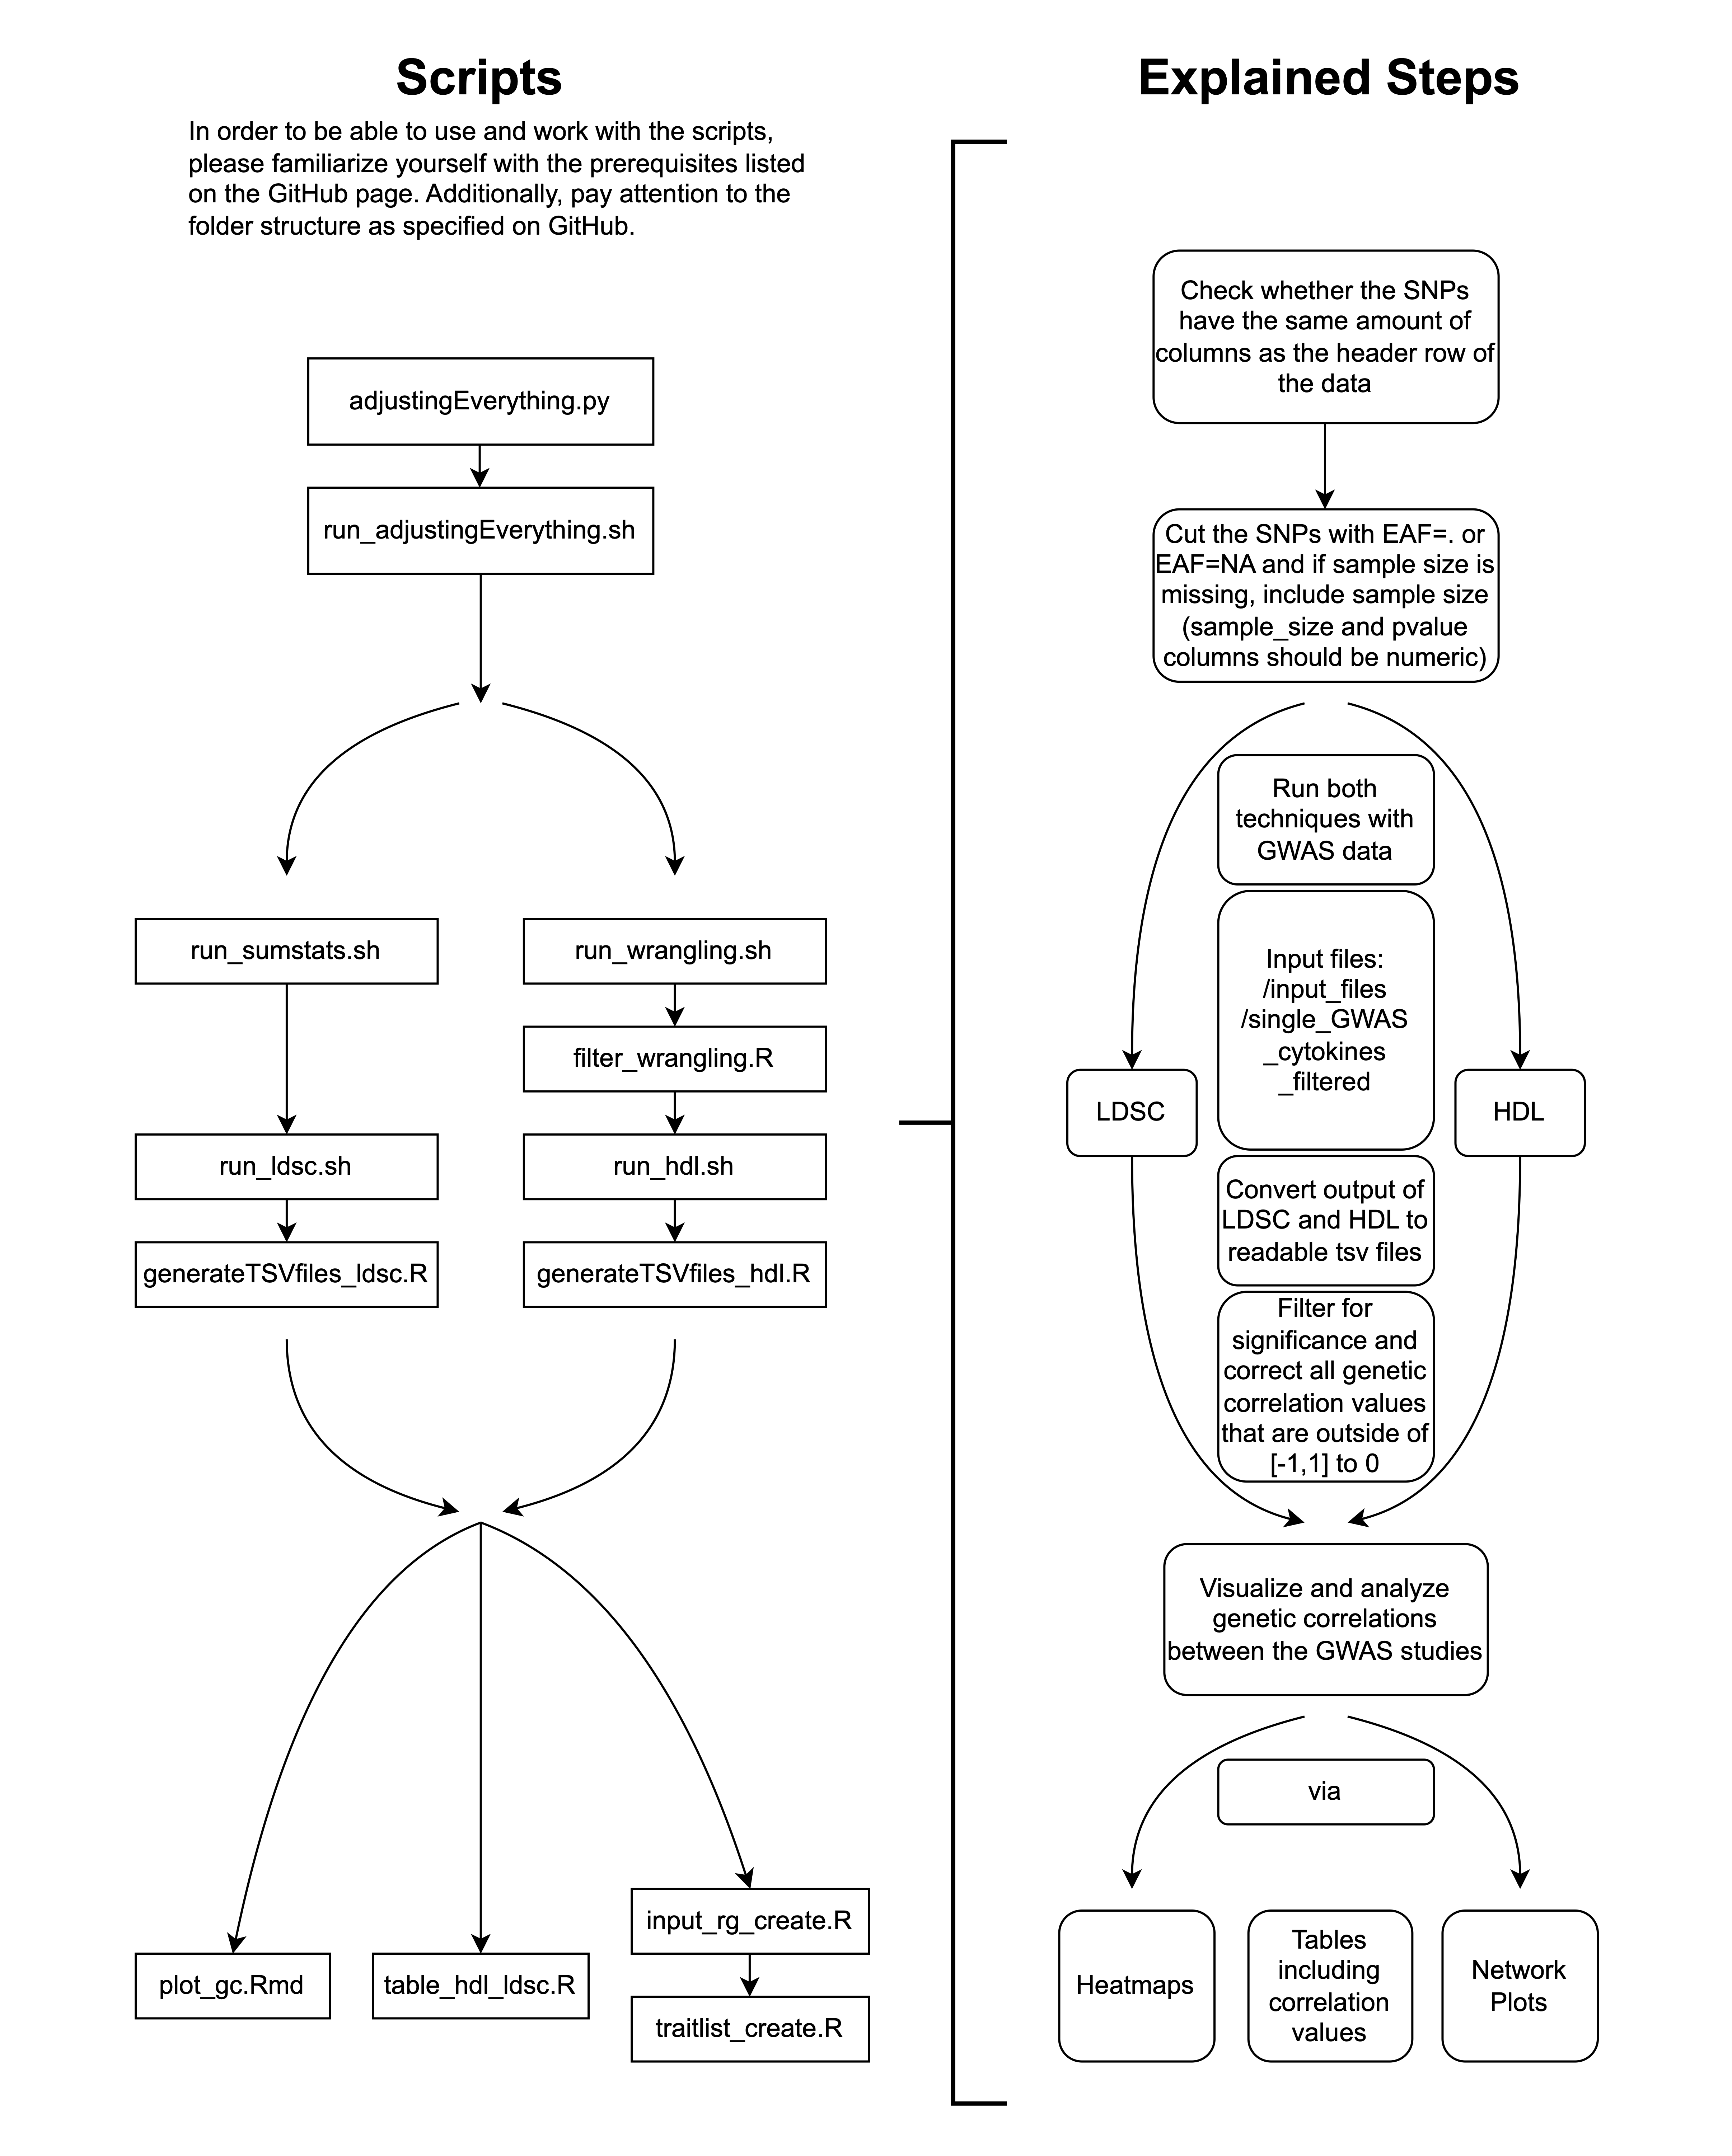 Scripts
In order to be able to use and work with the scripts,
please familiarize yourself with the prerequisites listed
on the GitHub page. Additionally, pay attention to the
folder structure as specified on GitHub.
adjustingEverything.py
run_adjustingEverything.sh
run_sumstats.sh
run_wrangling.sh
filter_wrangling.R
run_ldsc.sh
run_hdl.sh
generateTSVfiles_ldsc.R
generateTSVfiles_hdl.R
input_rg_create.R
plot_gc.Rmd
table_hdl_ldsc.R
traitlist_create.R
Explained Steps
Check whether the SNPs
have the same amount of
columns as the header row of
the data
Cut the SNPs with EAF=. or
EAF=NA and if sample size is
missing, include sample size
(sample_size and pvalue
columns should be numeric)
Run both
techniques with
GWAS data
Input files:
/input_files
/single_GWAS
_cytokines
_filtered
LDSC
HDL
Convert output of
LDSC and HDL to
readable tsv files
Filter for
significance and
correct all genetic
correlation values
that are outside of
[-1,1] to 0
Visualize and analyze
genetic correlations
between the GWAS studies
via
Heatmaps
Tables
including
correlation
values
Network
Plots